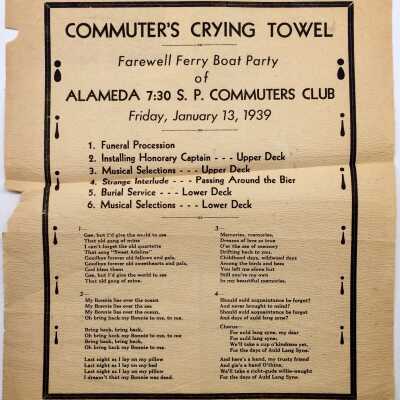 COMMUTER'S CRYING TOWEL
Farewell Ferry Boat Party
of
ALAMEDA 7:30 S. P. COMMUTERS CLUB
Friday, January 13, 1939
1. Funeral Procession
2. Installing Honorary Captain - - - Upper Deck
3. Musical Selections - - - Upper Deck
4. Strange Interlude - - - Passing Around the Bier
5. Burial Service - - - Lower Deck
6. Musical Selections - - - Lower Deck
1—
Gee, but I'd give the world to see
That old gang of mine
I can't forget the old quartette
That sang "Sweet Adeline"
Goodbye forever old fellows and pals,
Goodbye forever old sweethearts and pals,
God bless them
Gee, but I'd give the world to see
That old gang of mine.
2—
My Bonnie lies over the ocean
My Bonnie lies over the sea
My Bonnie lies over the ocean,
Oh bring back my Bonnie to me, to me
Bring back, bring back,
Oh bring back my Bonnie to me, to me
Bring back, bring back,
Oh bring back my Bonnie to me.
Last night as I lay on my pillow
Last night as I lay on my bed
Last night as I lay on my pillow
I dreamt that my Bonnie was dead.
3—
Memories, memories,
Dreams of love so true
O'er the sea of memory
Drifting back to you.
Childhood days, wildwood days
Among the birds and bees
You left me alone but
Still you're my own
In my beautiful memories.
4—
Should auld acquaintance be forgot
And never brought to mind?
Should auld acquaintance be forgot
And days of auld lang syne?
Chorus—
For auld lang syne, my dear
For auld lang syne;
We'll take a cup o'kindness yet,
For the days of Auld Lang Syne.
And here's a hand, my trusty friend
And gie's a hand O'thine.
We'll take a right-gude willie-waught
For the days of Auld Lang Syne.